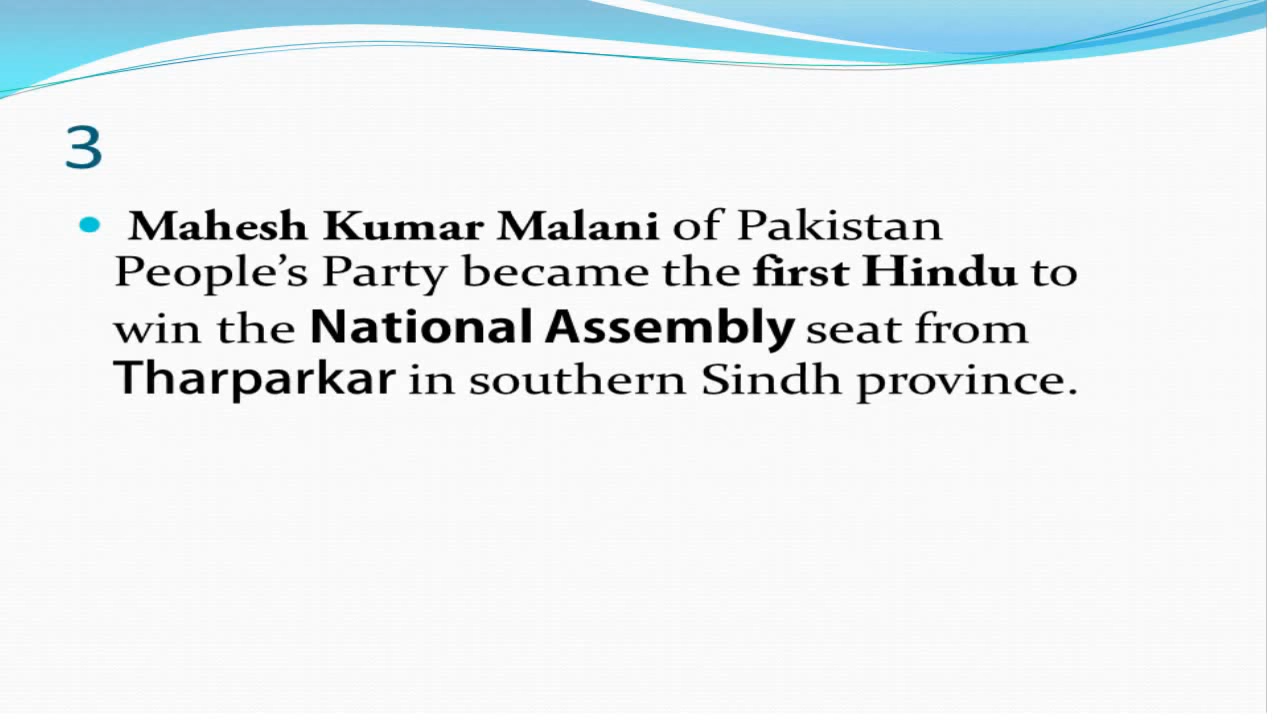 3
• Mahesh Kumar Malani of Pakistan
People’s Party became the first Hindu to
win the National Assembly seat from
Tharparkar in southern Sindh province.